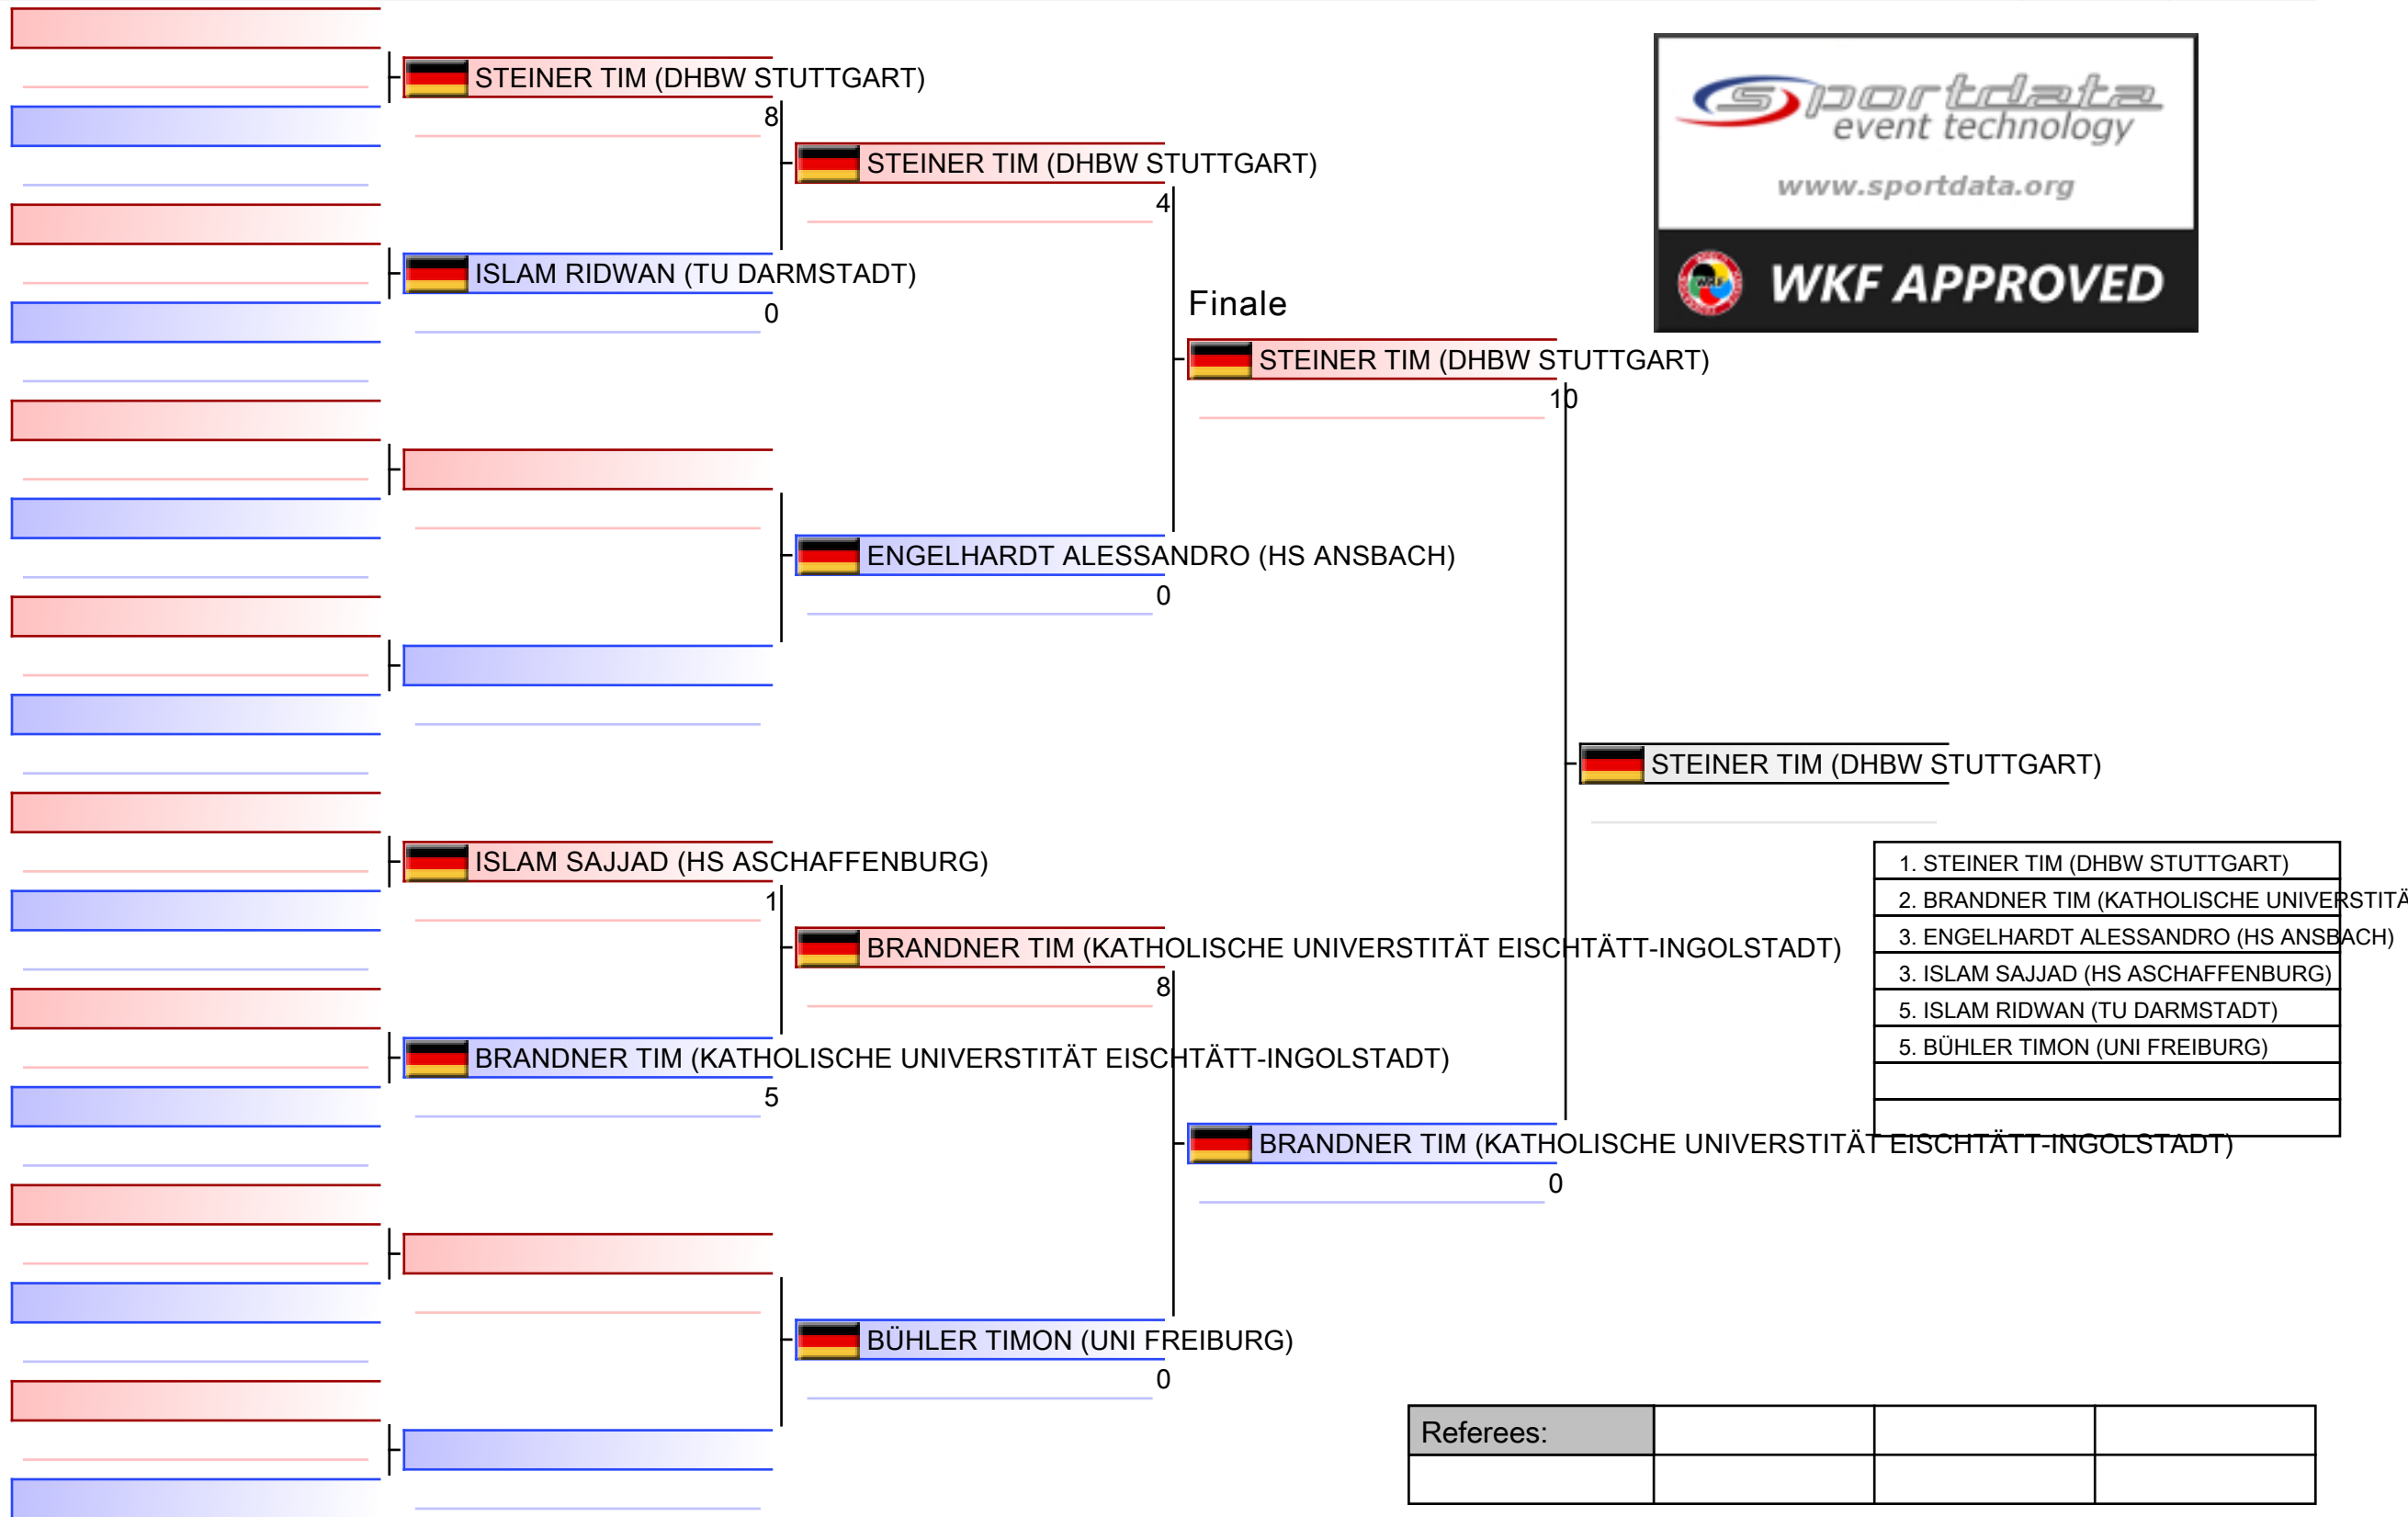 STEINER TIM (DHBW STUTTGART)
8
STEINER TIM (DHBW STUTTGART)
4
ISLAM RIDWAN (TU DARMSTADT)
0
Finale
STEINER TIM (DHBW STUTTGART)
10
ENGELHARDT ALESSANDRO (HS ANSBACH)
0
STEINER TIM (DHBW STUTTGART)
ISLAM SAJJAD (HS ASCHAFFENBURG)
1
BRANDNER TIM (KATHOLISCHE UNIVERSTITÄT EISCHTÄTT-INGOLSTADT)
8
BRANDNER TIM (KATHOLISCHE UNIVERSTITÄT EISCHTÄTT-INGOLSTADT)
5
BRANDNER TIM (KATHOLISCHE UNIVERSTITÄT EISCHTÄTT-INGOLSTADT)
0
BÜHLER TIMON (UNI FREIBURG)
0
sportdata
event technology
www.sportdata.org
WKF APPROVED
1. STEINER TIM (DHBW STUTTGART)
2. BRANDNER TIM (KATHOLISCHE UNIVERSTITÄ
3. ENGELHARDT ALESSANDRO (HS ANSBACH)
3. ISLAM SAJJAD (HS ASCHAFFENBURG)
5. ISLAM RIDWAN (TU DARMSTADT)
5. BÜHLER TIMON (UNI FREIBURG)
Referees: